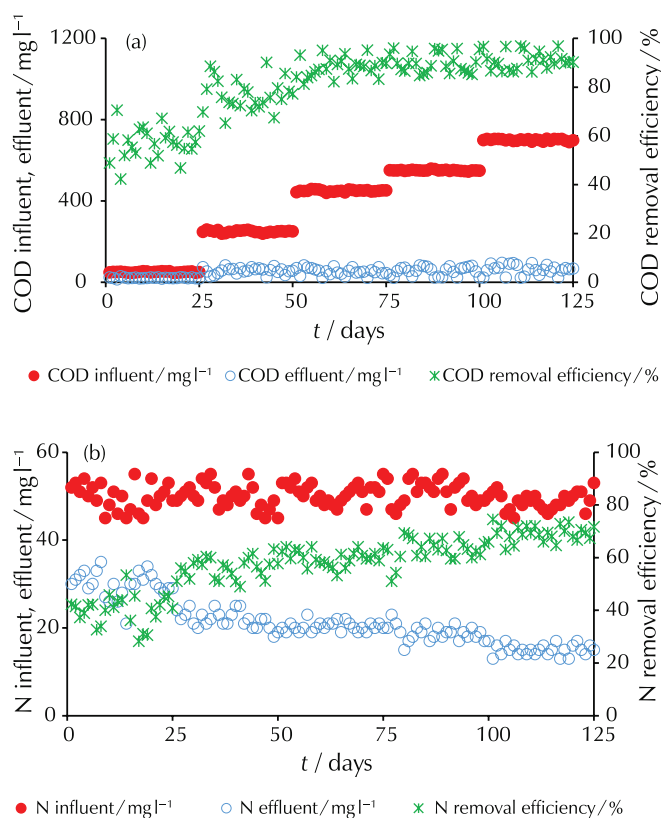 (a)
COD influent, effluent / mg l⁻¹
1200
800
400
0
100
80
60
40
20
0
COD removal efficiency / %
0
25
50
75
100
125
t / days
COD influent / mg l⁻¹
COD effluent / mg l⁻¹
COD removal efficiency / %
(b)
N influent, effluent / mg l⁻¹
60
40
20
0
100
80
60
40
20
0
N removal efficiency / %
0
25
50
75
100
125
t / days
N influent / mg l⁻¹
N effluent / mg l⁻¹
N removal efficiency / %